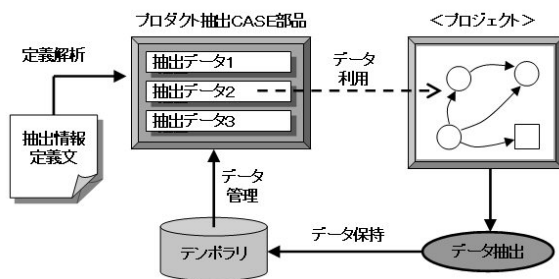 プロダクト抽出CASE部品
＜プロジェクト＞
定義解析
抽出データ1
抽出データ2
抽出データ3
データ
利用
抽出情報
定義文
データ
管理
テンポラリ
データ保持
データ抽出